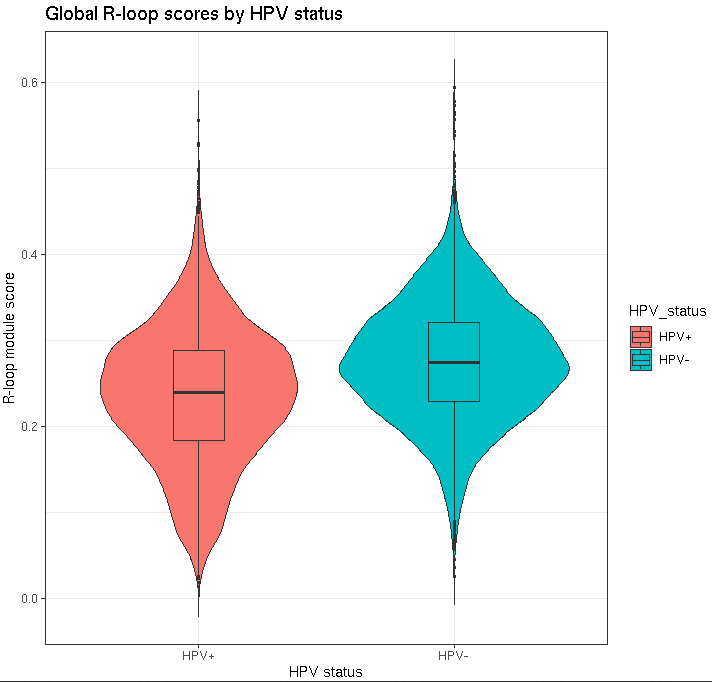 Global R-loop scores by HPV status
R-loop module score
0.6
0.4
0.2
0.0
HPV+
HPV-
HPV status
HPV_status
HPV+
HPV-